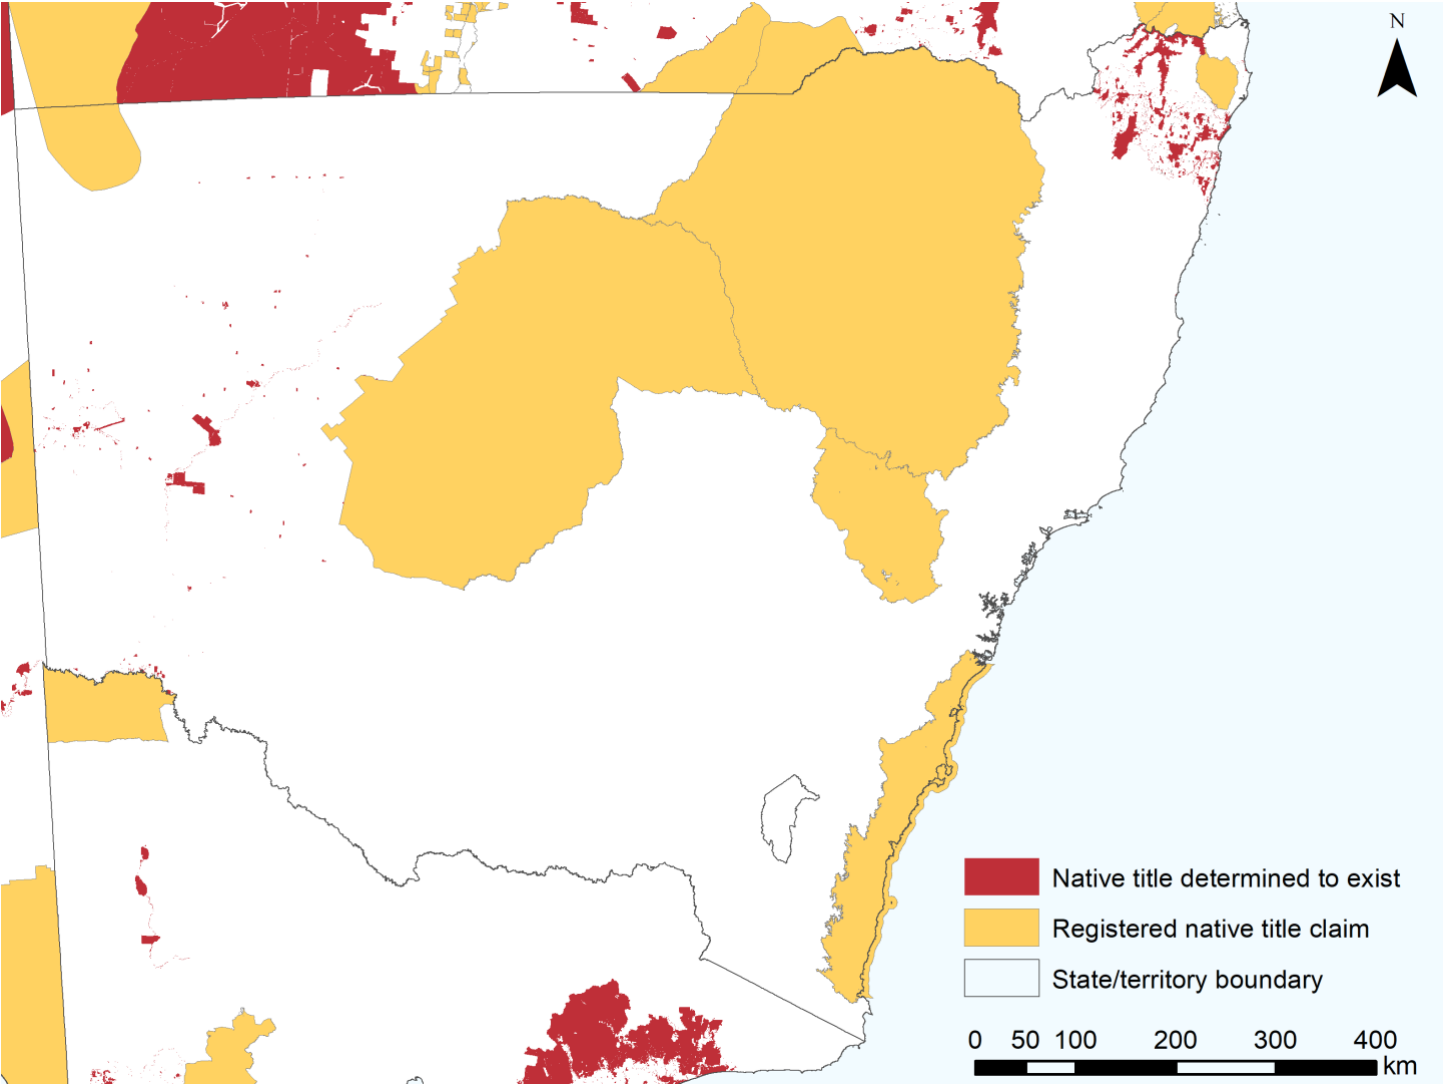 N
Native title determined to exist
Registered native title claim
State/territory boundary
0 50 100 200 300 400
km